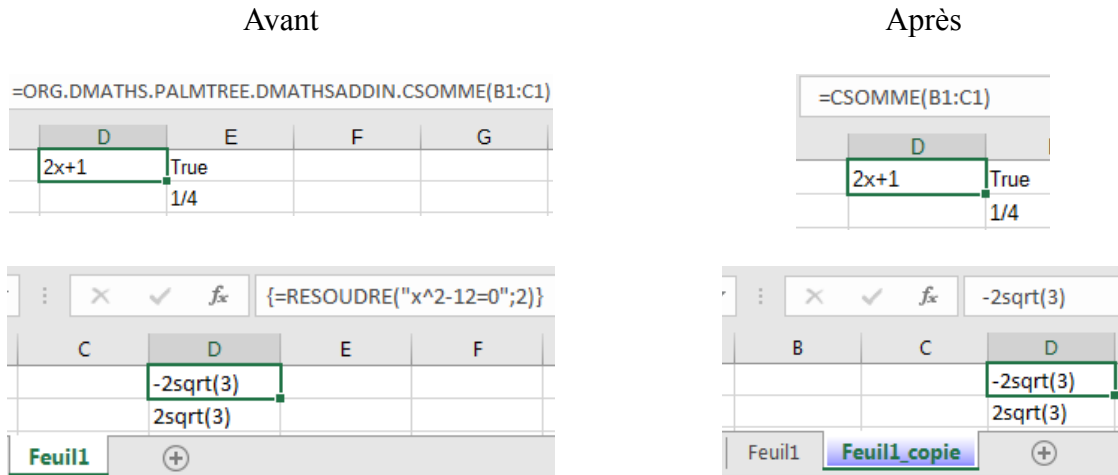 Avant Après
=ORG.DMATHS.PALMTREE.DMATHSADDIN.CSOMME(B1:C1)
D E F G
2x+1 True
1/4
=CSOMME(B1:C1)
D
2x+1 True
1/4
fx {=RESOUDRE("x^2-12=0";2)}
C D E F
-2sqrt(3)
2sqrt(3)
Feuil1
fx -2sqrt(3)
B C D
-2sqrt(3)
2sqrt(3)
Feuil1 Feuil1_copie